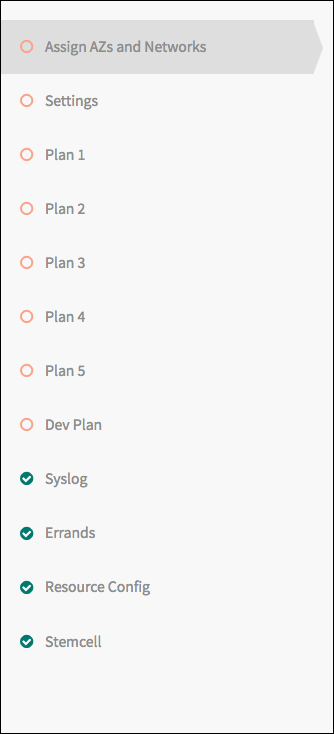 Assign AZs and Networks
Settings
Plan 1
Plan 2
Plan 3
Plan 4
Plan 5
Dev Plan
Syslog
Errands
Resource Config
Stemcell